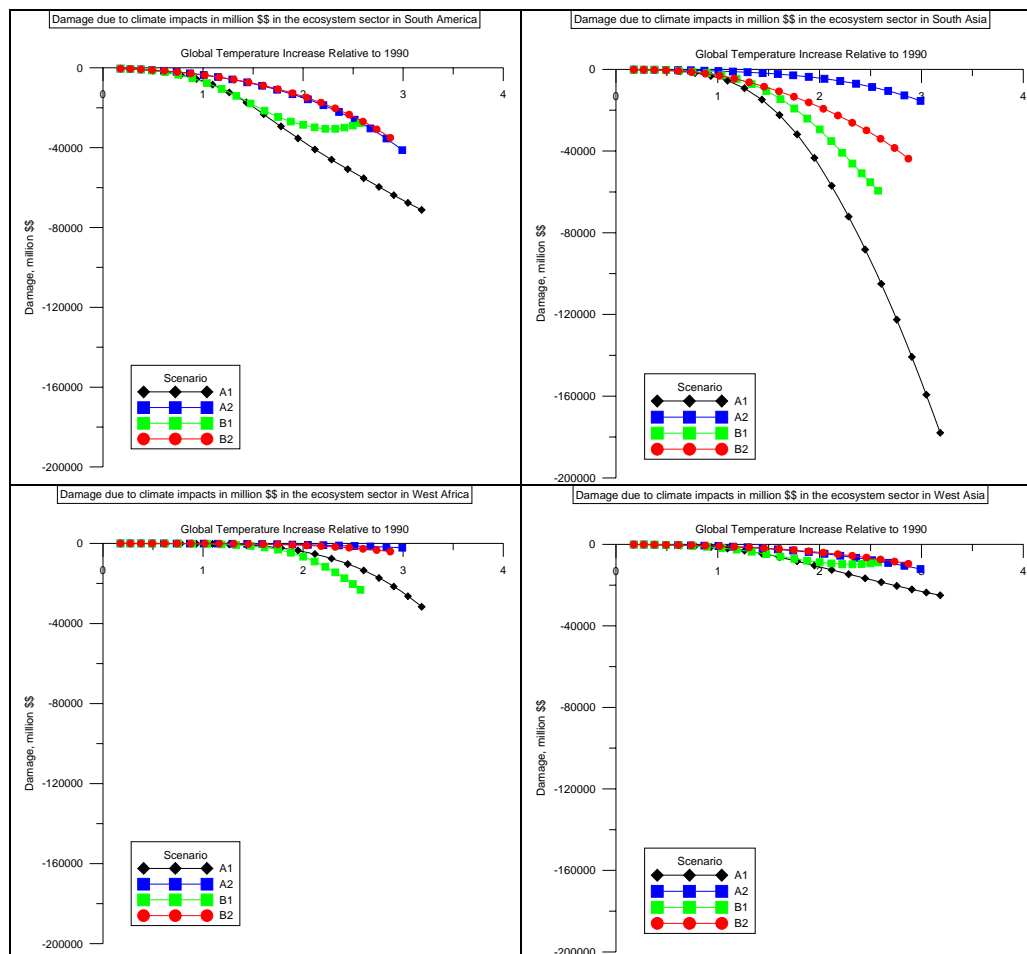 Damage due to climate impacts in million $$ in the ecosystem sector in South America
Global Temperature Increase Relative to 1990
0 1 2 3 4
0
-40000
-80000
-120000
-160000
-200000
Damage, million $$
Scenario
A1
A2
B1
B2
Damage due to climate impacts in million $$ in the ecosystem sector in South Asia
Global Temperature Increase Relative to 1990
0 1 2 3 4
0
-40000
-80000
-120000
-160000
-200000
Damage, million $$
Scenario
A1
A2
B1
B2
Damage due to climate impacts in million $$ in the ecosystem sector in West Africa
Global Temperature Increase Relative to 1990
0 1 2 3 4
0
-40000
-80000
-120000
-160000
-200000
Damage, million $$
Scenario
A1
A2
B1
B2
Damage due to climate impacts in million $$ in the ecosystem sector in West Asia
Global Temperature Increase Relative to 1990
0 1 2 3 4
0
-40000
-80000
-120000
-160000
-200000
Damage, million $$
Scenario
A1
A2
B1
B2